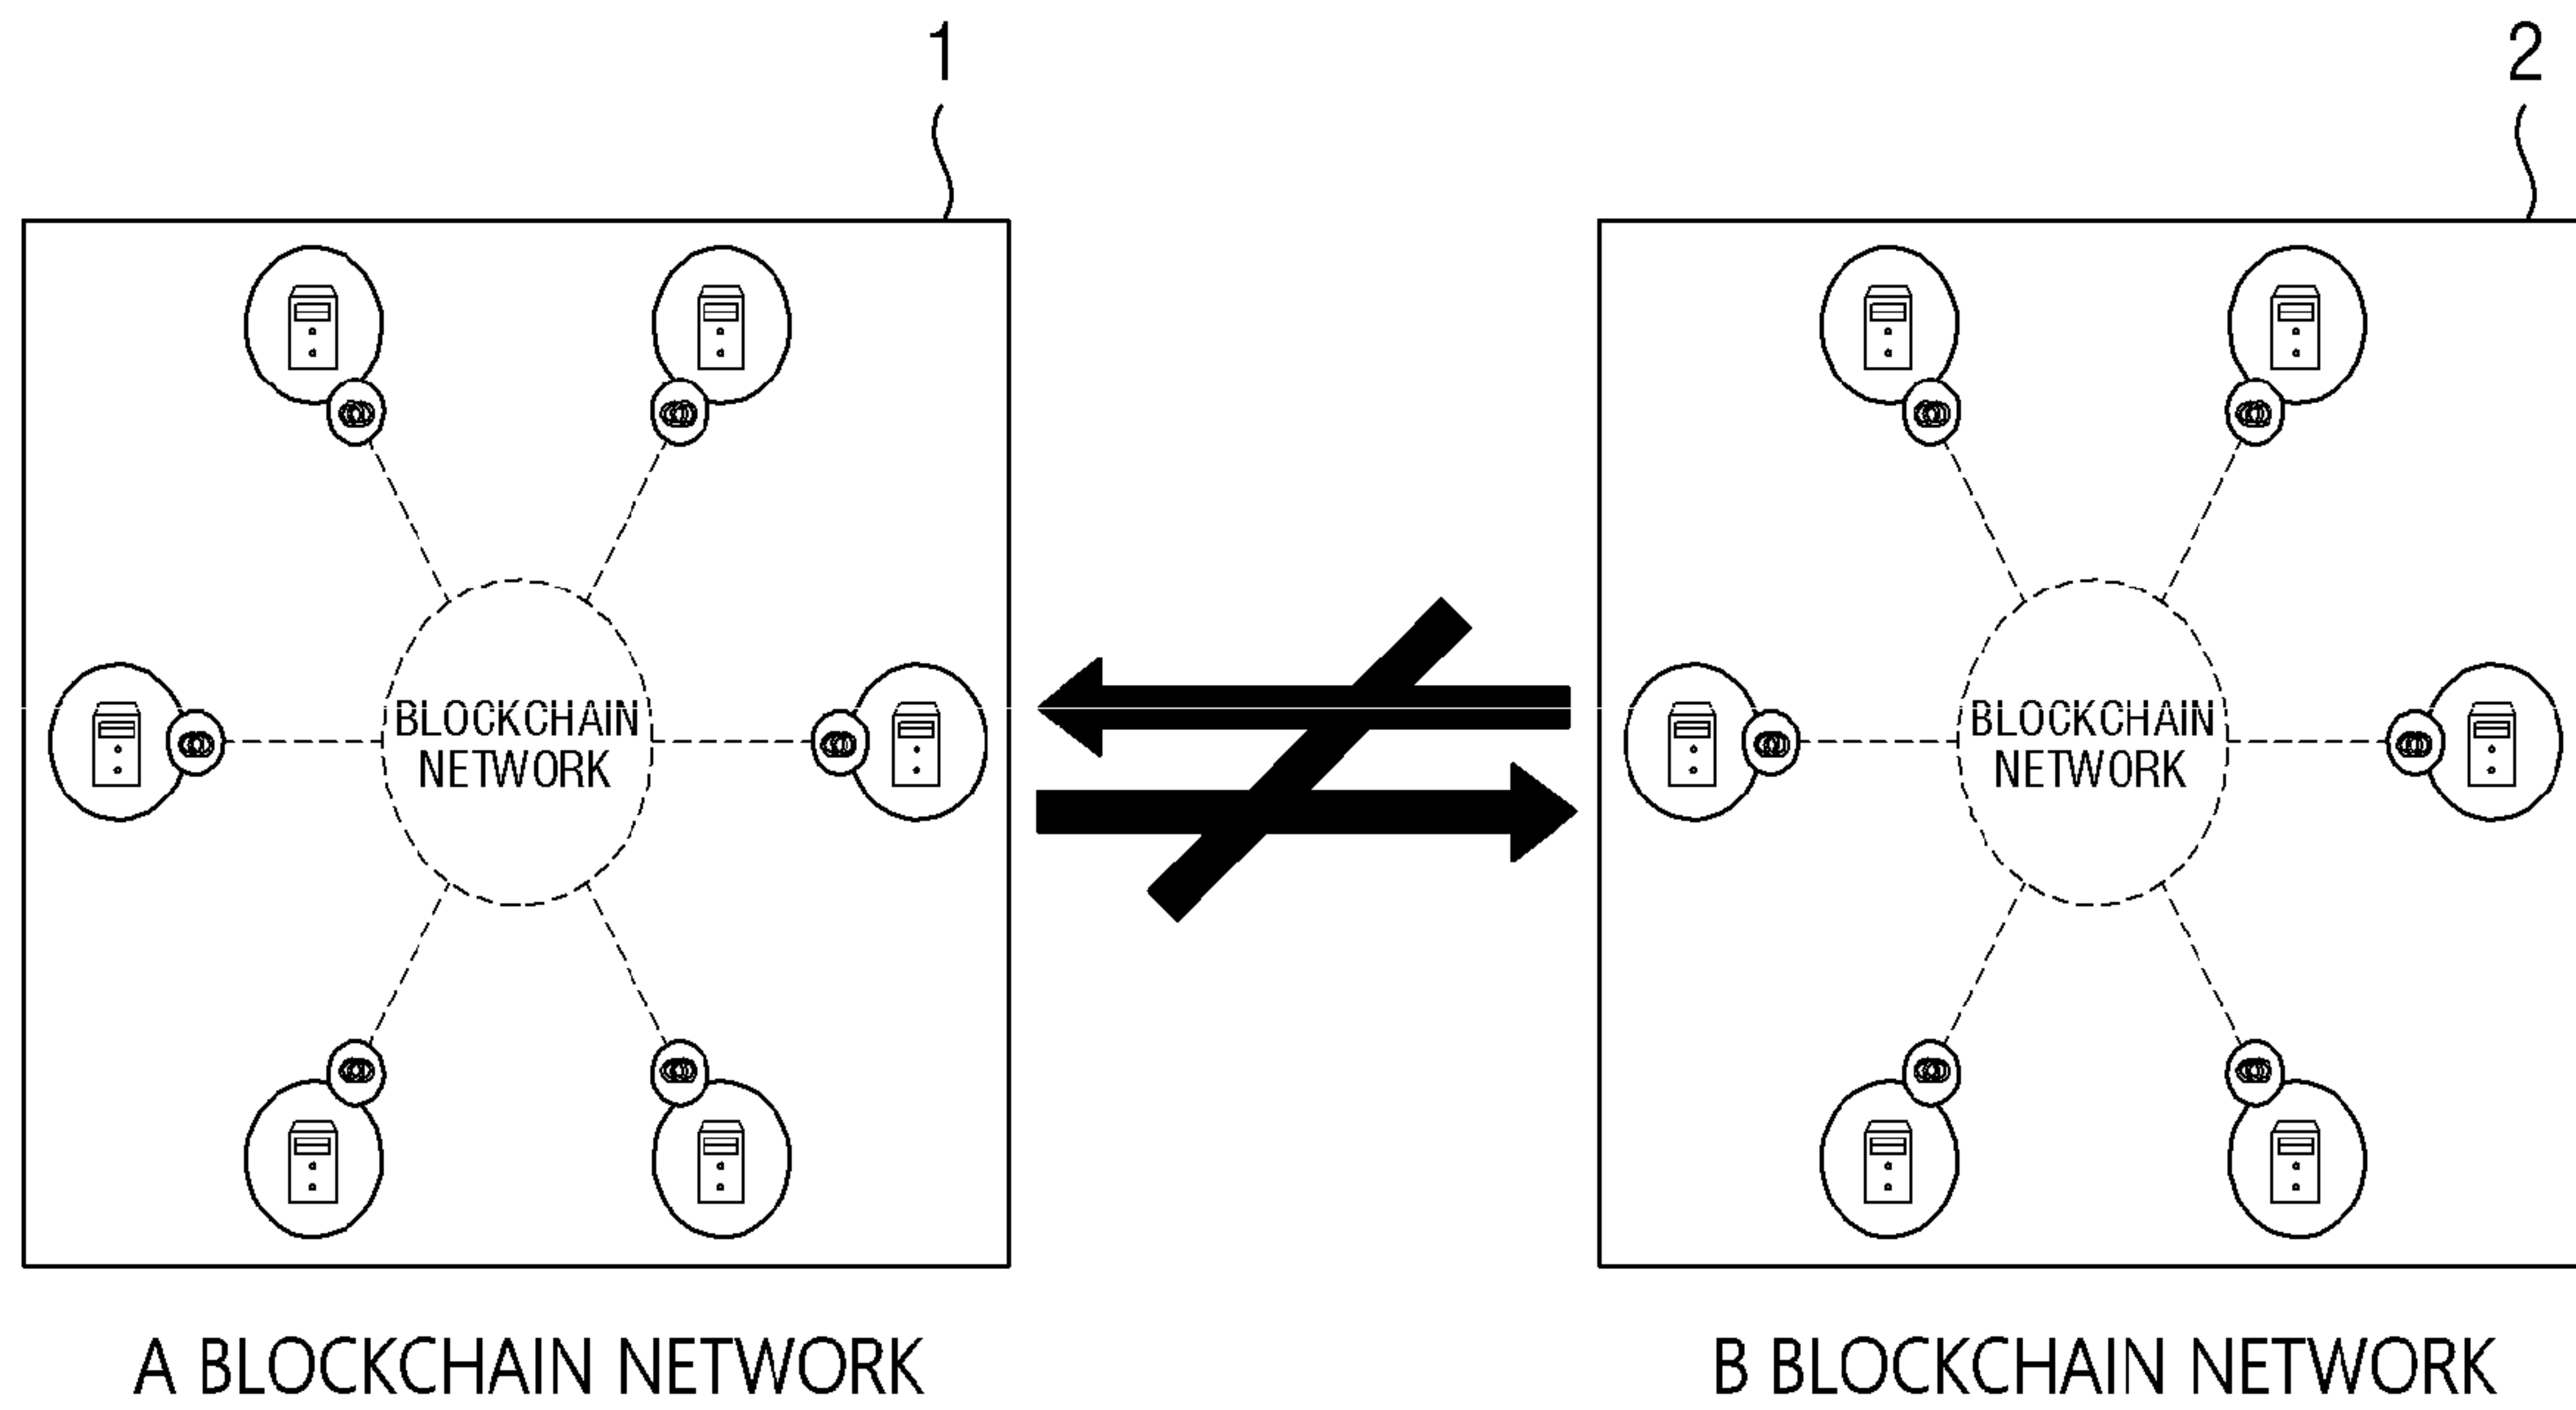 1
2
BLOCKCHAIN
NETWORK
BLOCKCHAIN
NETWORK
A BLOCKCHAIN NETWORK
B BLOCKCHAIN NETWORK